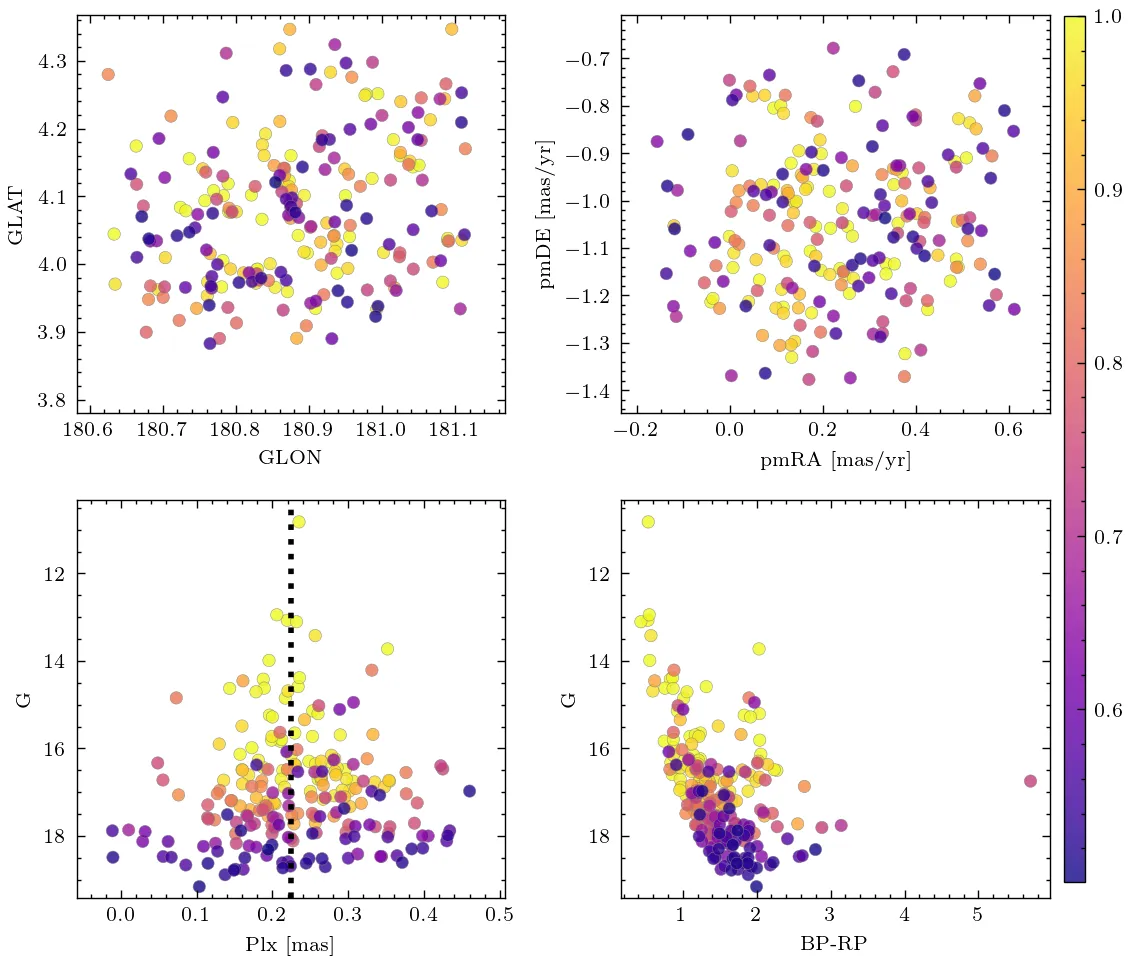 4.3
4.2
4.1
4.0
3.9
3.8
GLAT
180.6 180.7 180.8 180.9 181.0 181.1
GLON
−0.7
−0.8
−0.9
−1.0
−1.1
−1.2
−1.3
−1.4
pmDE [mas/yr]
−0.2 0.0 0.2 0.4 0.6
pmRA [mas/yr]
1.0
0.9
0.8
0.7
0.6
12
14
16
18
G
0.0 0.1 0.2 0.3 0.4 0.5
Plx [mas]
12
14
16
18
G
1 2 3 4 5
BP-RP